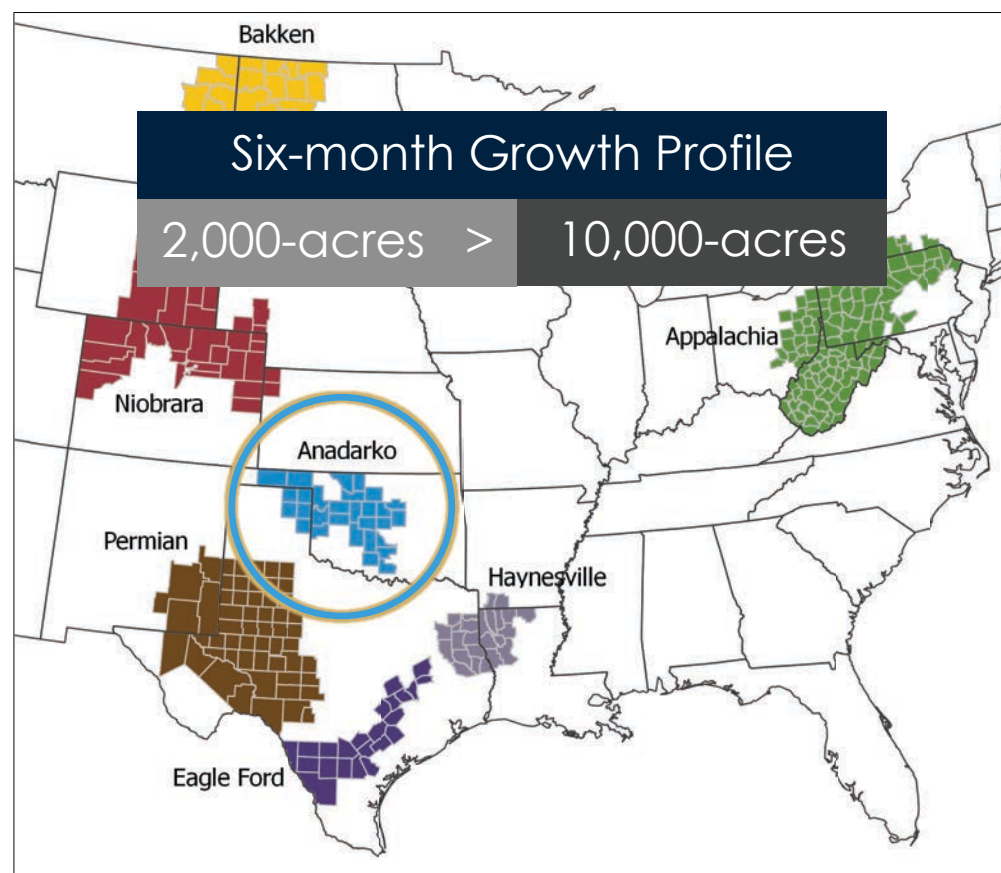 Bakken
Six-month Growth Profile
2,000-acres > 10,000-acres
Appalachia
Niobrara
Anadarko
Permian
Haynesville
Eagle Ford